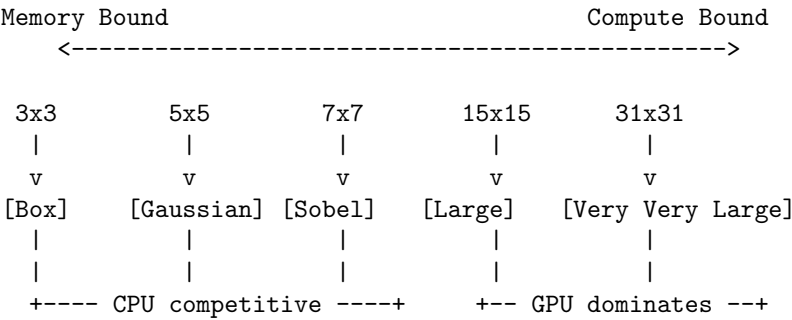 Memory Bound Compute Bound
<----------------------------------------------->
3x3 5x5 7x7 15x15 31x31
| | | | |
v v v v v
[Box] [Gaussian] [Sobel] [Large] [Very Very Large]
| | | | |
| | | | |
+---- CPU competitive ----+ +-- GPU dominates --+